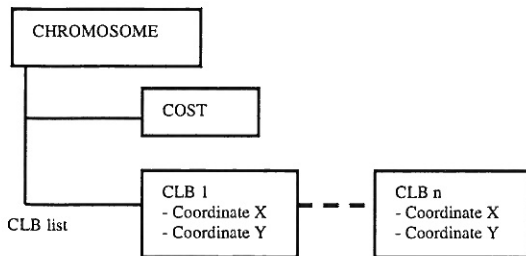 CHROMOSOME
COST
CLB 1
- Coordinate X
- Coordinate Y
CLB n
- Coordinate X
- Coordinate Y
CLB list